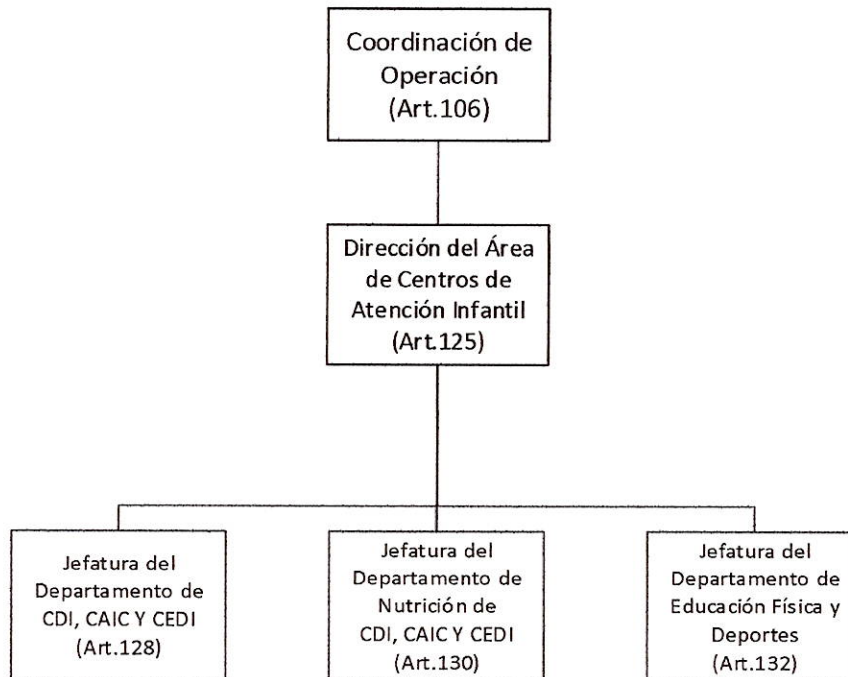 Coordinación de
Operación
(Art.106)
Dirección del Área
de Centros de
Atención Infantil
(Art.125)
Jefatura del
Departamento de
CDI, CAIC Y CEDI
(Art.128)
Jefatura del
Departamento de
Nutrición de
CDI, CAIC Y CEDI
(Art.130)
Jefatura del
Departamento de
Educación Física y
Deportes
(Art.132)